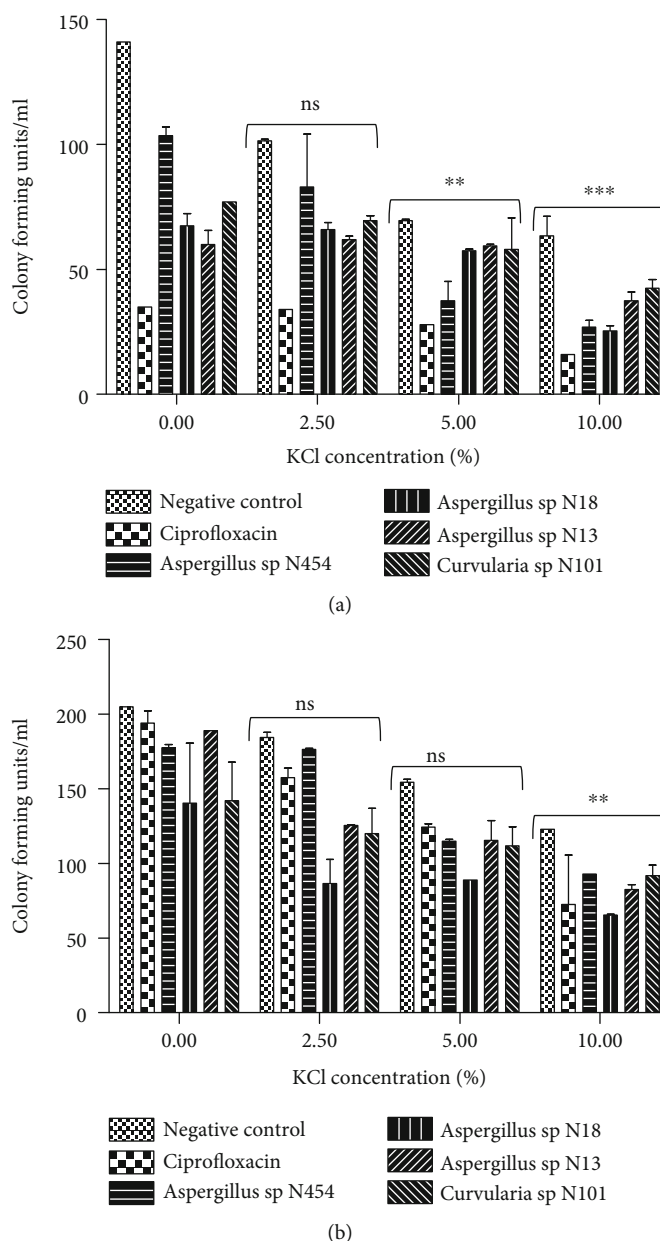 150
ns
100
**
***
50
0
Colony forming units/ml
0.00 2.50 5.00 10.00
KCl concentration (%)
Negative control
Ciprofloxacin
Aspergillus sp N454
Aspergillus sp N18
Aspergillus sp N13
Curvularia sp N101
(a)
250
200
ns
ns
150
**
100
50
0
Colony forming units/ml
0.00 2.50 5.00 10.00
KCl concentration (%)
Negative control
Ciprofloxacin
Aspergillus sp N454
Aspergillus sp N18
Aspergillus sp N13
Curvularia sp N101
(b)